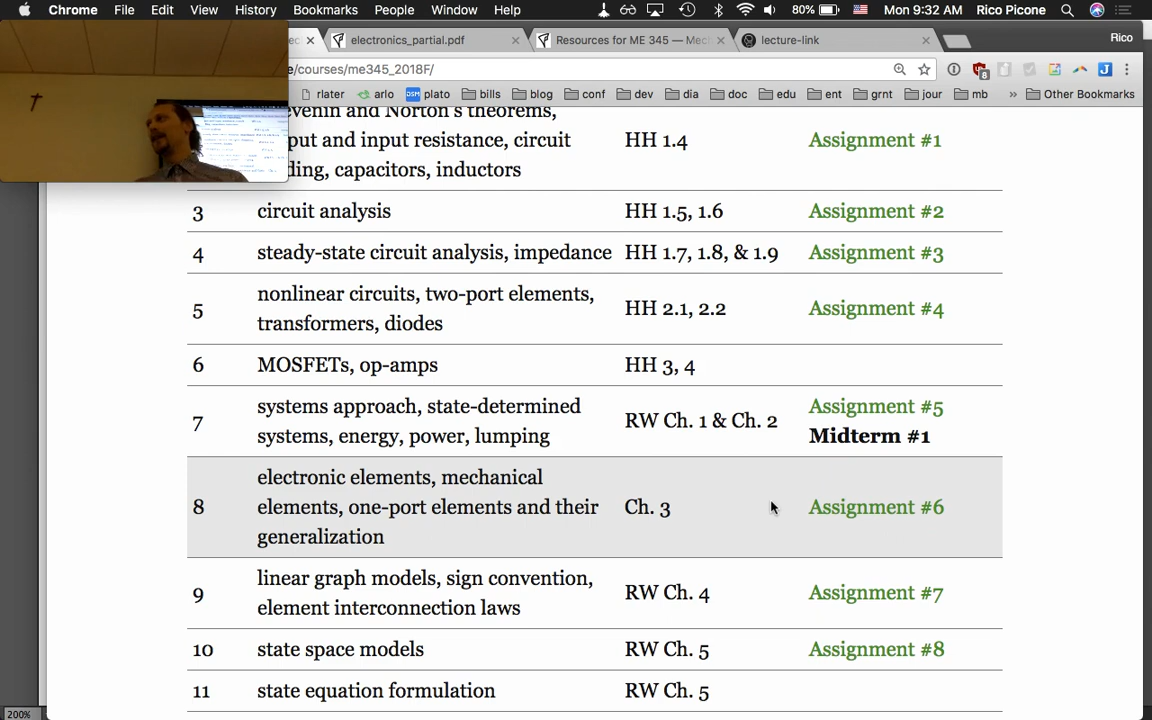 Chrome File Edit View History Bookmarks People Window Help 80% Mon 9:32 AM Rico Picone
electronics_partial.pdf Resources for ME 345 — Mec lecture-link Rico
e/courses/me345_2018F/ 8
rlater arlo DSM plato bills blog conf dev dia doc edu ent grnt jour mb » Other Bookmarks
evenin and Norton's theorems,
put and input resistance, circuit HH 1.4 Assignment #1
ding, capacitors, inductors
3 circuit analysis HH 1.5, 1.6 Assignment #2
4 steady-state circuit analysis, impedance HH 1.7, 1.8, & 1.9 Assignment #3
nonlinear circuits, two-port elements,
5 HH 2.1, 2.2 Assignment #4
transformers, diodes
6 MOSFETs, op-amps HH 3, 4
systems approach, state-determined Assignment #5
7 RW Ch. 1 & Ch. 2
systems, energy, power, lumping Midterm #1
electronic elements, mechanical
8 elements, one-port elements and their Ch. 3 Assignment #6
generalization
linear graph models, sign convention,
9 RW Ch. 4 Assignment #7
element interconnection laws
10 state space models RW Ch. 5 Assignment #8
11 state equation formulation RW Ch. 5
200%